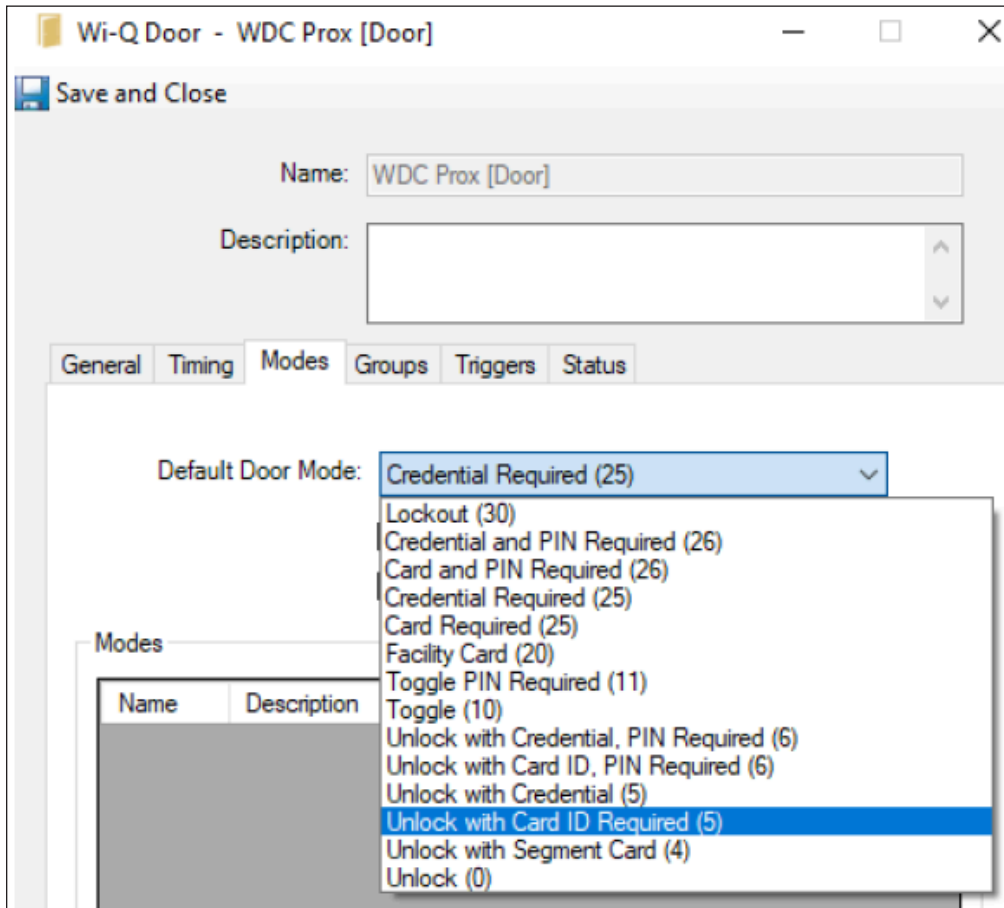 Wi-Q Door - WDC Prox [Door]
Save and Close
Name: WDC Prox [Door]
Description:
General Timing Modes Groups Triggers Status
Default Door Mode: Credential Required (25)
Lockout (30)
Credential and PIN Required (26)
Card and PIN Required (26)
Credential Required (25)
Card Required (25)
Facility Card (20)
Toggle PIN Required (11)
Toggle (10)
Unlock with Credential, PIN Required (6)
Unlock with Card ID, PIN Required (6)
Unlock with Credential (5)
Unlock with Card ID Required (5)
Unlock with Segment Card (4)
Unlock (0)
Modes
Name Description